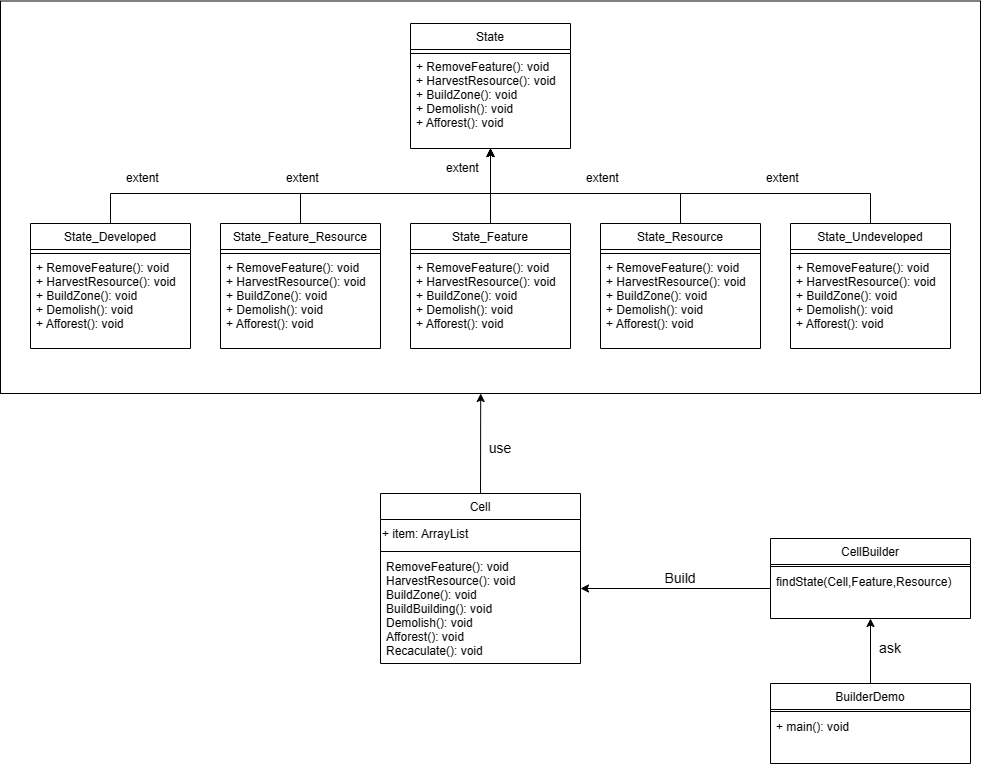 State
+ RemoveFeature(): void
+ HarvestResource(): void
+ BuildZone(): void
+ Demolish(): void
+ Afforest(): void
extent
extent
extent
extent
extent
State_Developed
+ RemoveFeature(): void
+ HarvestResource(): void
+ BuildZone(): void
+ Demolish(): void
+ Afforest(): void
State_Feature_Resource
+ RemoveFeature(): void
+ HarvestResource(): void
+ BuildZone(): void
+ Demolish(): void
+ Afforest(): void
State_Feature
+ RemoveFeature(): void
+ HarvestResource(): void
+ BuildZone(): void
+ Demolish(): void
+ Afforest(): void
State_Resource
+ RemoveFeature(): void
+ HarvestResource(): void
+ BuildZone(): void
+ Demolish(): void
+ Afforest(): void
State_Undeveloped
+ RemoveFeature(): void
+ HarvestResource(): void
+ BuildZone(): void
+ Demolish(): void
+ Afforest(): void
use
Cell
+ item: ArrayList
RemoveFeature(): void
HarvestResource(): void
BuildZone(): void
BuildBuilding(): void
Demolish(): void
Afforest(): void
Recaculate(): void
Build
CellBuilder
findState(Cell,Feature,Resource)
ask
BuilderDemo
+ main(): void